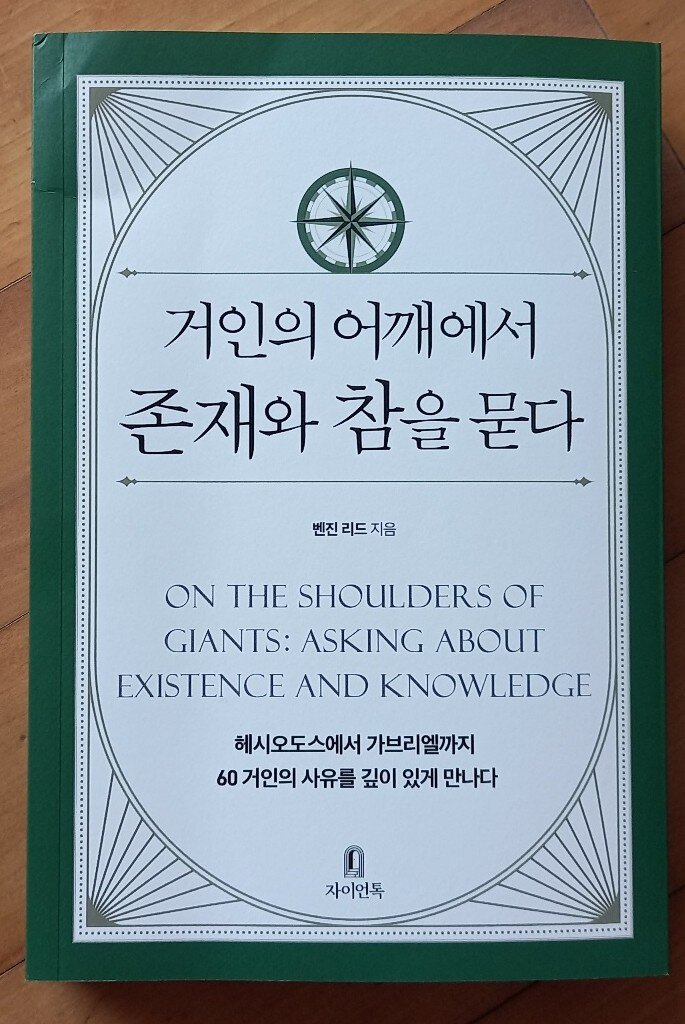 거인의 어깨에서
존재와 참을 묻다
벤진 리드 지음
ON THE SHOULDERS OF
GIANTS: ASKING ABOUT
EXISTENCE AND KNOWLEDGE
헤시오도스에서 가브리엘까지
60 거인의 사유를 깊이 있게 만나다
자이언톡